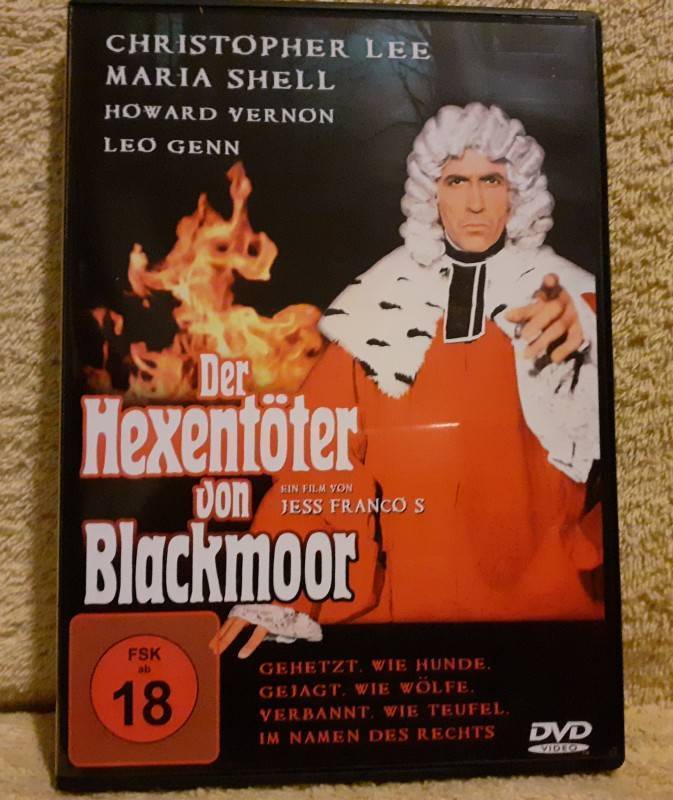 CHRISTOPHER LEE
MARIA SHELL
HOWARD VERNON
LEO GENN
Der
Hexentöter
von
EIN FILM VON
JESS FRANCO S
Blackmoor
FSK
ab
18
GEHETZT. WIE HUNDE.
GEJAGT. WIE WÖLFE.
VERBANNT. WIE TEUFEL.
IM NAMEN DES RECHTS
DVD
VIDEO